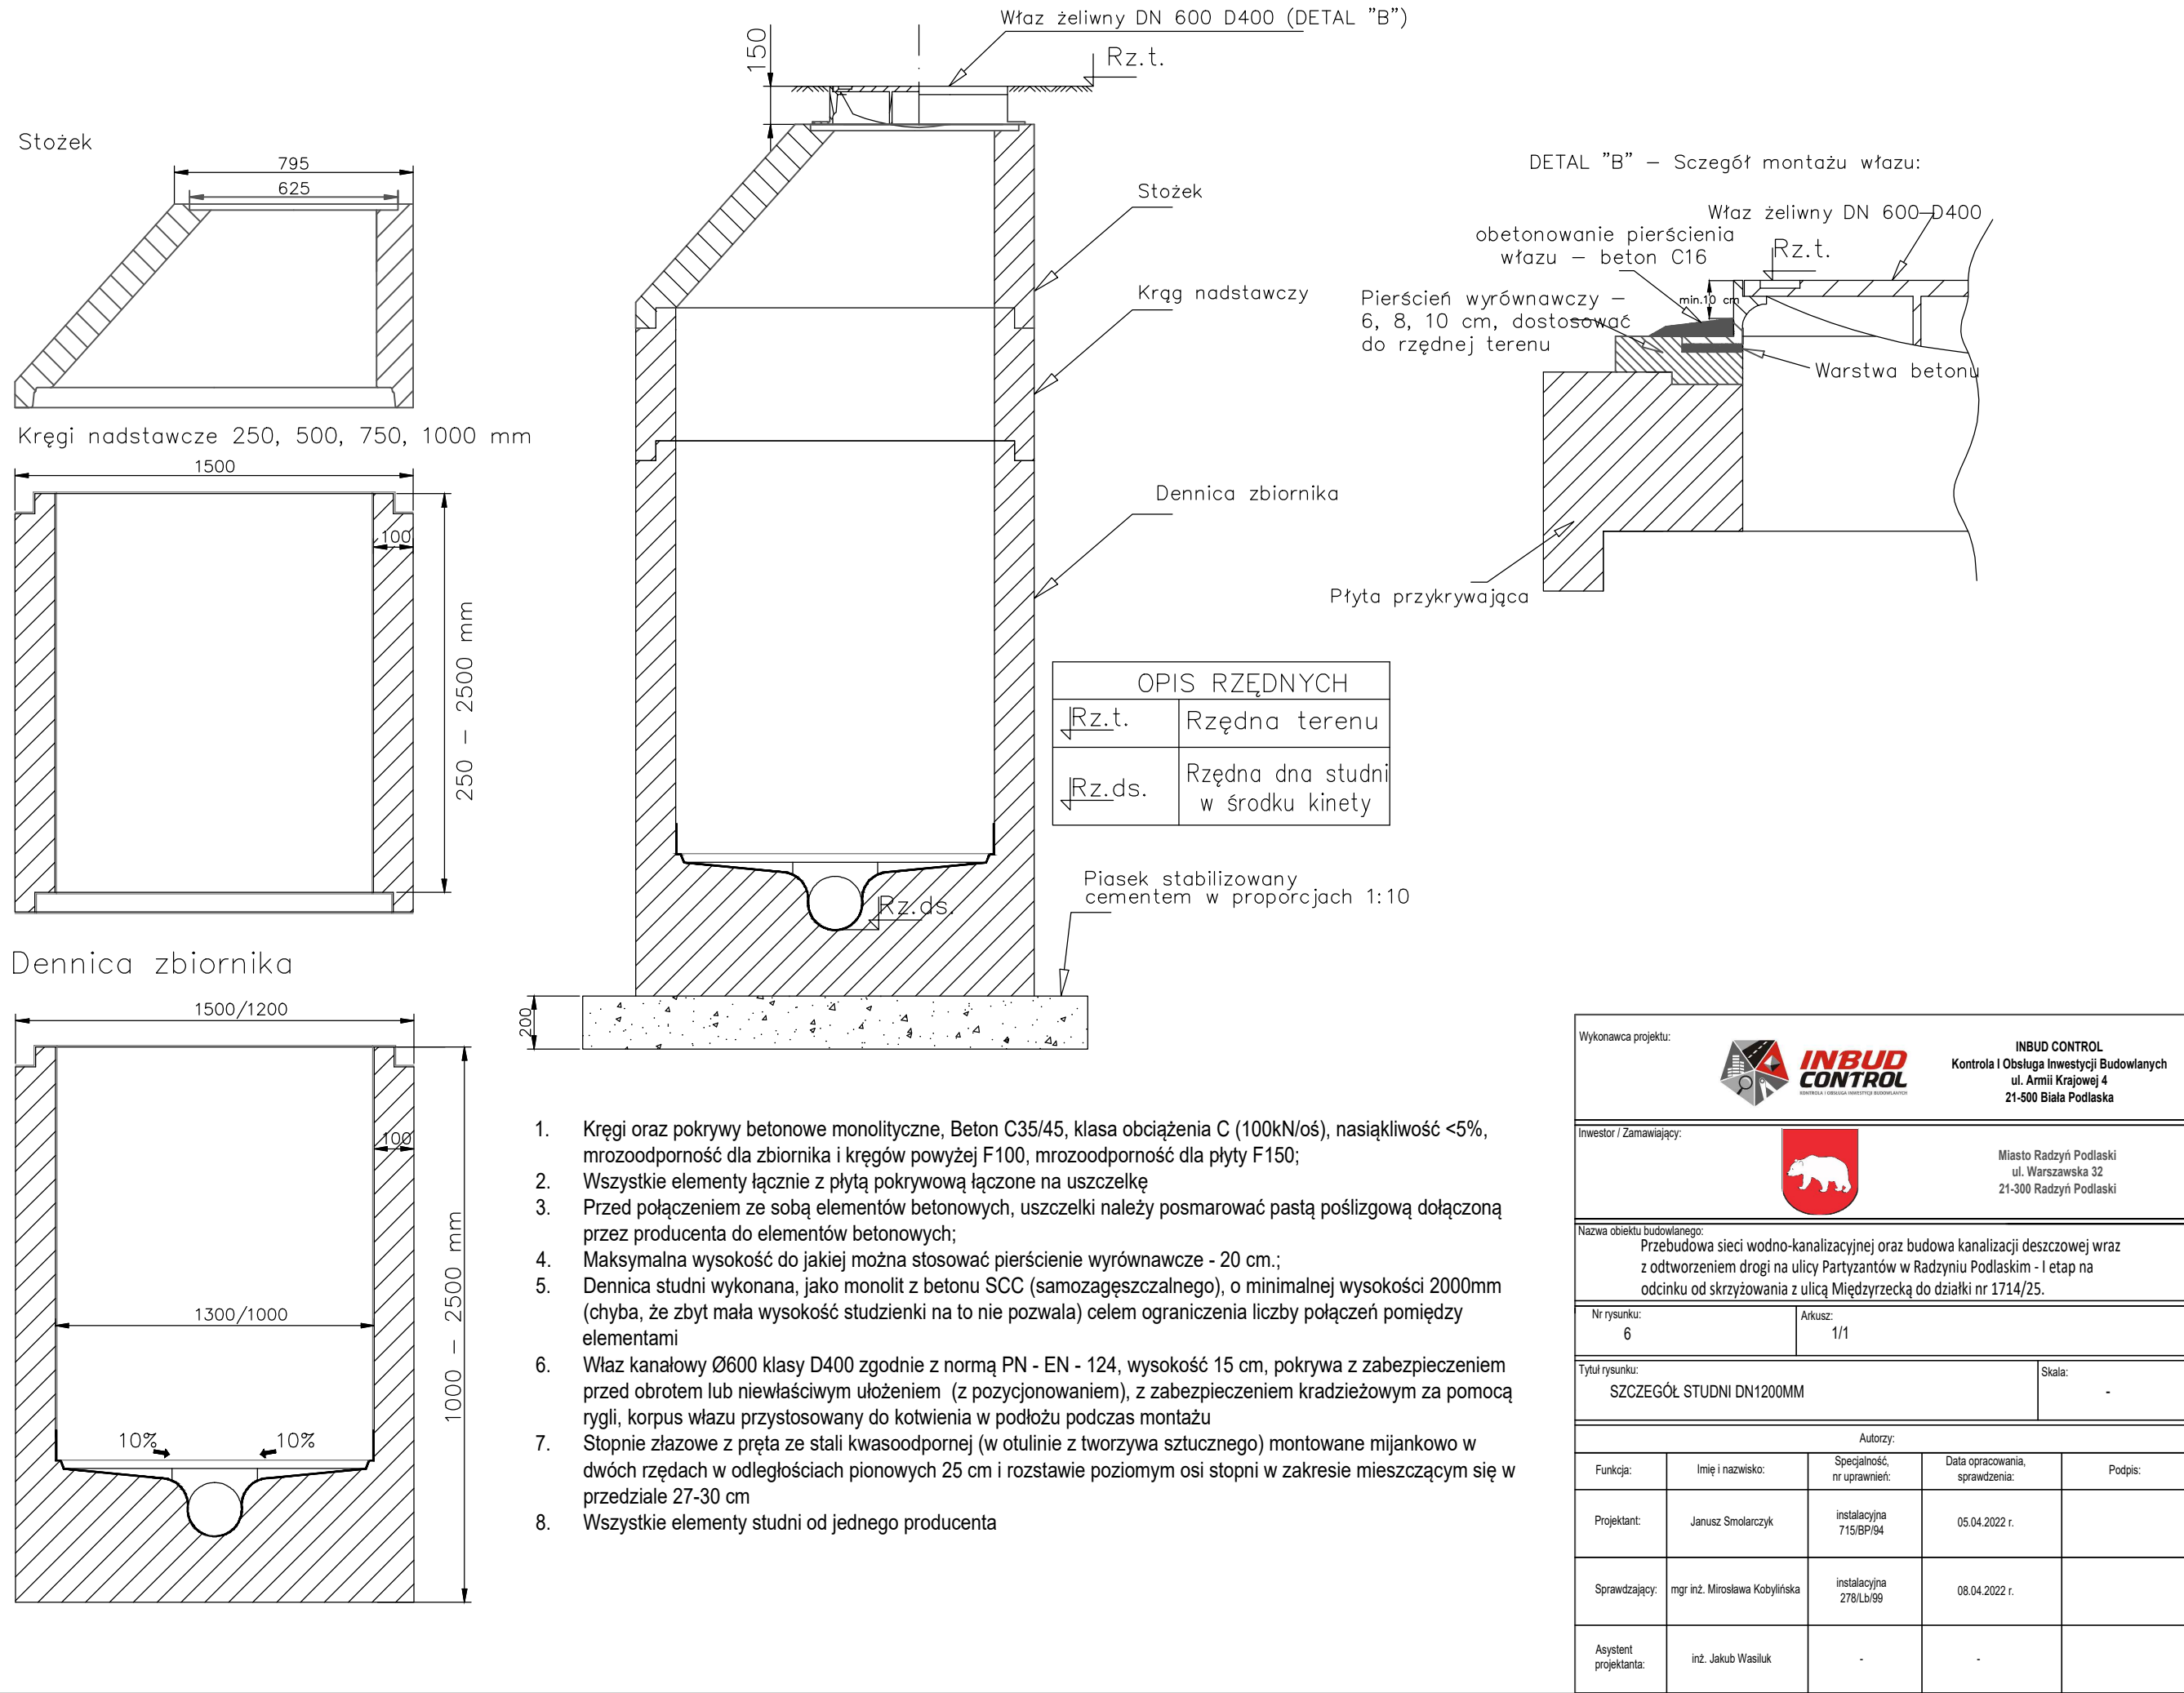 Właz żeliwny DN 600 D400 (DETAL "B")
150
Rz.t.
Stożek
795
625
Kręgi nadstawcze 250, 500, 750, 1000 mm
1500
100
250 – 2500 mm
Dennica zbiornika
1500/1200
100
1300/1000
1000 – 2500 mm
10%
10%
Stożek
Krąg nadstawczy
Dennica zbiornika
Rz.ds.
Piasek stabilizowany
cementem w proporcjach 1:10
200
DETAL "B" – Sczegół montażu włazu:
Właz żeliwny DN 600–D400
obetonowanie pierścienia
włazu – beton C16
Rz.t.
min.10 cm
Pierścień wyrównawczy –
6, 8, 10 cm, dostosować
do rzędnej terenu
Warstwa betonu
Płyta przykrywająca
OPIS RZĘDNYCH
Rz.t.
Rzędna terenu
Rz.ds.
Rzędna dna studni
w środku kinety
1. Kręgi oraz pokrywy betonowe monolityczne, Beton C35/45, klasa obciążenia C (100kN/oś), nasiąkliwość <5%,
mrozoodporność dla zbiornika i kręgów powyżej F100, mrozoodporność dla płyty F150;
2. Wszystkie elementy łącznie z płytą pokrywową łączone na uszczelkę
3. Przed połączeniem ze sobą elementów betonowych, uszczelki należy posmarować pastą poślizgową dołączoną
przez producenta do elementów betonowych;
4. Maksymalna wysokość do jakiej można stosować pierścienie wyrównawcze - 20 cm.;
5. Dennica studni wykonana, jako monolit z betonu SCC (samozagęszczalnego), o minimalnej wysokości 2000mm
(chyba, że zbyt mała wysokość studzienki na to nie pozwala) celem ograniczenia liczby połączeń pomiędzy
elementami
6. Właz kanałowy Ø600 klasy D400 zgodnie z normą PN - EN - 124, wysokość 15 cm, pokrywa z zabezpieczeniem
przed obrotem lub niewłaściwym ułożeniem (z pozycjonowaniem), z zabezpieczeniem kradzieżowym za pomocą
rygli, korpus włazu przystosowany do kotwienia w podłożu podczas montażu
7. Stopnie złazowe z pręta ze stali kwasoodpornej (w otulinie z tworzywa sztucznego) montowane mijankowo w
dwóch rzędach w odległościach pionowych 25 cm i rozstawie poziomym osi stopni w zakresie mieszczącym się w
przedziale 27-30 cm
8. Wszystkie elementy studni od jednego producenta
Wykonawca projektu:
INBUD
CONTROL
KONTROLA I OBSŁUGA INWESTYCJI BUDOWLANYCH
INBUD CONTROL
Kontrola I Obsługa Inwestycji Budowlanych
ul. Armii Krajowej 4
21-500 Biała Podlaska
Inwestor / Zamawiający:
Miasto Radzyń Podlaski
ul. Warszawska 32
21-300 Radzyń Podlaski
Nazwa obiektu budowlanego:
Przebudowa sieci wodno-kanalizacyjnej oraz budowa kanalizacji deszczowej wraz
z odtworzeniem drogi na ulicy Partyzantów w Radzyniu Podlaskim - I etap na
odcinku od skrzyżowania z ulicą Międzyrzecką do działki nr 1714/25.
Nr rysunku:
6
Arkusz:
1/1
Tytuł rysunku:
SZCZEGÓŁ STUDNI DN1200MM
Skala:
-
Autorzy:
Funkcja: Imię i nazwisko: Specjalność, nr uprawnień: Data opracowania, sprawdzenia: Podpis:
Projektant: Janusz Smolarczyk instalacyjna 715/BP/94 05.04.2022 r.
Sprawdzający: mgr inż. Mirosława Kobylińska instalacyjna 278/Lb/99 08.04.2022 r.
Asystent projektanta: inż. Jakub Wasiluk - -